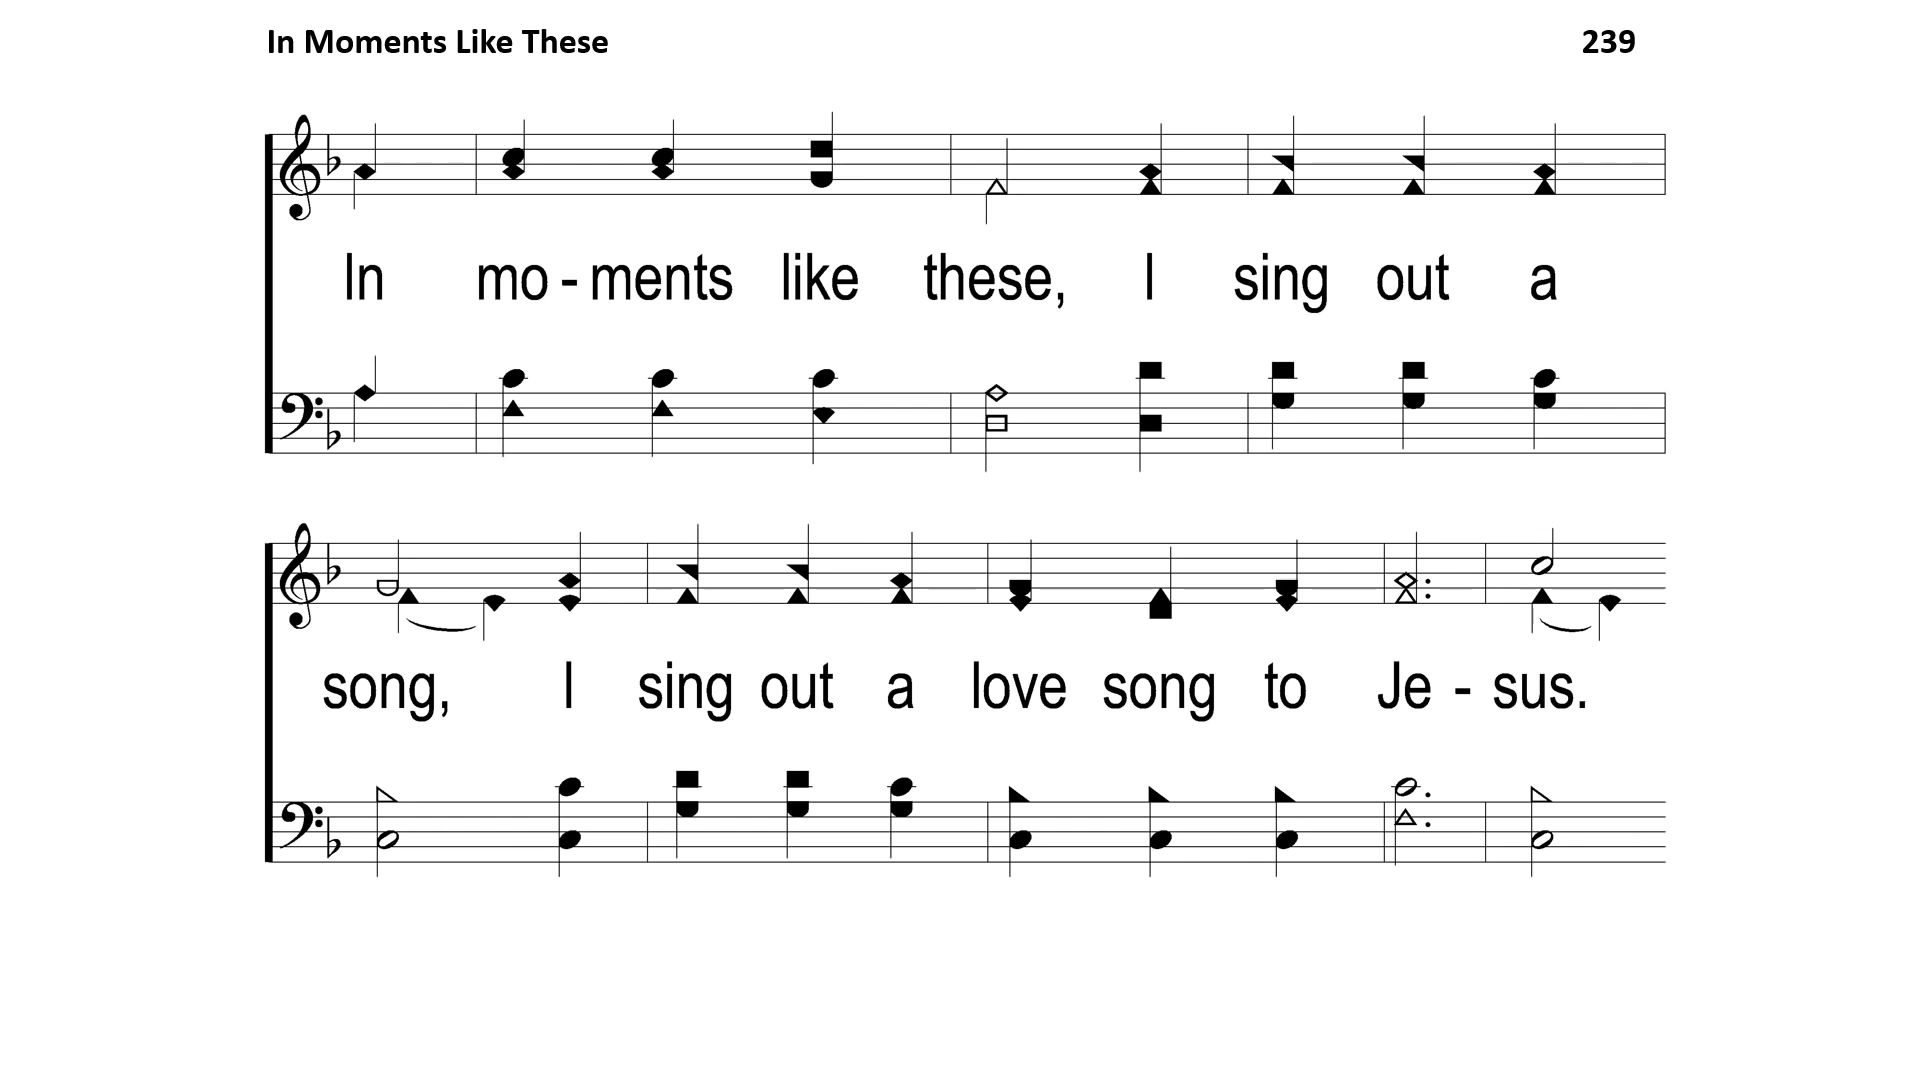 In Moments Like These 239
In mo - ments like these, I sing out a
song, I sing out a love song to Je - sus.